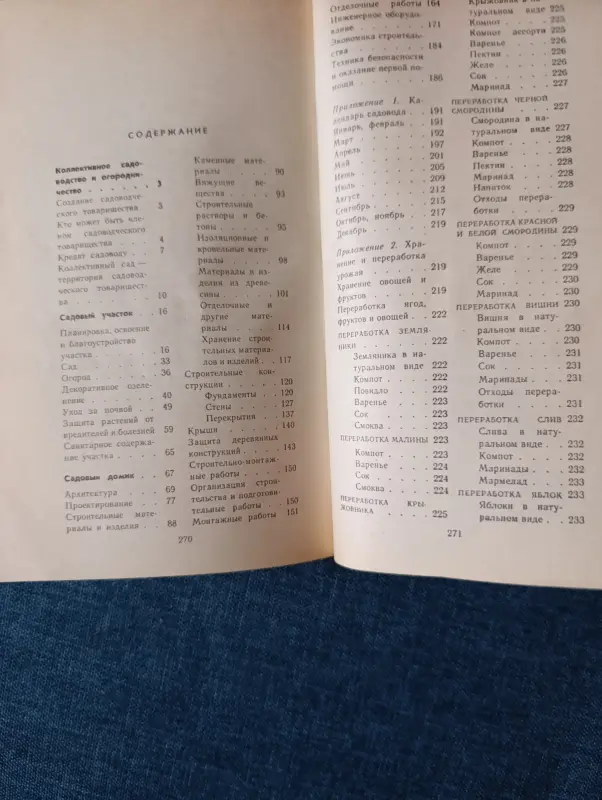 СОДЕРЖАНИЕ
Коллективное садо-
водство и огородни-
чество . . . . . . 3
Создание садоводче-
ского товарищества . 3
Кто может быть чле-
ном садоводческого
товарищества . . . 4
Кредит садоводу . . 7
Коллективный сад —
территория садовод-
ческого товарищест-
ва . . . . . . . 10
Садовый участок . . 16
Планировка, освоение
и благоустройство
участка . . . . . 16
Сад . . . . . . 33
Огород . . . . . 36
Декоративное озеле-
нение . . . . . . 40
Уход за почвой . . 49
Защита растений от
вредителей и болезней 59
Санитарное содержа-
ние участка . . . . 65
Садовый домик . . . 67
Архитектура . . . 69
Проектирование . . . 77
Строительные мате-
риалы и изделия . . 88
Каменные мате-
риалы . . . . . 90
Вяжущие ве-
щества . . . . 93
Строительные
растворы и бе-
тоны . . . . . 95
Изоляционные и
кровельные мате-
риалы . . . . . 98
Материалы и из-
делия из древе-
сины . . . . . 101
Отделочные и
другие мате-
риалы . . . . 114
Хранение стро-
ительных материа-
лов и изделий . . 117
Строительные кон-
струкции . . . . . 120
Фундаменты . . 120
Стены . . . . 127
Перекрытия . . 137
Крыши . . . . . 140
Защита деревянных
конструкций . . . . 143
Строительно-монтаж-
ные работы . . . . 150
Организация строи-
тельства и подготови-
тельные работы . . . 150
Монтажные работы 151
270
Отделочные работы 164
Инженерное оборудо-
вание . . . . . . 171
Экономика строитель-
ства . . . . . . 184
Техника безопасности
и оказание первой по-
мощи . . . . . . 186
Приложение 1. Ка-
лендарь садовода . . 191
Январь, февраль . . 191
Март . . . . . . 192
Апрель . . . . . 197
Май . . . . . . 201
Июнь . . . . . . 205
Июль . . . . . . 209
Август . . . . . 212
Сентябрь . . . . . 215
Октябрь, ноябрь . . 217
Декабрь . . . . . 219
Приложение 2. Хра-
нение и переработка
урожая . . . . . 219
Хранение овощей и
фруктов . . . . . 219
Переработка ягод,
фруктов и овощей . . 222
ПЕРЕРАБОТКА ЗЕМЛЯ-
НИКИ . . . . . . 222
Земляника в на-
туральном виде . 222
Компот . . . . 222
Повидло . . . 222
Варенье . . . 223
Сок . . . . . 223
Смоква . . . . 223
ПЕРЕРАБОТКА МАЛИНЫ 223
Компот . . . . 223
Варенье . . . 223
Сок . . . . . 224
Смоква . . . . 224
ПЕРЕРАБОТКА КРЫ-
ЖОВНИКА . . . . 225
Крыжовник в на-
туральном виде . 225
Компот . . . . 225
Компот ассорти . 225
Варенье . . . . 226
Пектин . . . . 226
Желе . . . . . 226
Сок . . . . . 226
Маринад . . . 227
ПЕРЕРАБОТКА ЧЕРНОЙ
СМОРОДИНЫ . . . . 227
Смородина в на-
туральном виде . 227
Компот . . . . 227
Варенье . . . . 228
Пектин . . . . 228
Маринад . . . 228
Напиток . . . 228
Отходы перера-
ботки . . . . 229
ПЕРЕРАБОТКА КРАСНОЙ
И БЕЛОЙ СМОРОДИНЫ 229
Компот . . . . 229
Варенье . . . . 229
Желе . . . . . 229
Сок . . . . . 230
Маринад . . . 230
ПЕРЕРАБОТКА ВИШНИ 230
Вишня в нату-
ральном виде . . 230
Компот . . . . 230
Варенье . . . . 231
Сок . . . . . 231
Маринады . . . 231
Отходы перера-
ботки . . . . 231
ПЕРЕРАБОТКА СЛИВ 232
Слива в нату-
ральном виде . . 232
Компот . . . . 232
Маринады . . . 232
Мармелад . . . 233
ПЕРЕРАБОТКА ЯБЛОК 233
Яблоки в нату-
ральном виде . . 233
271